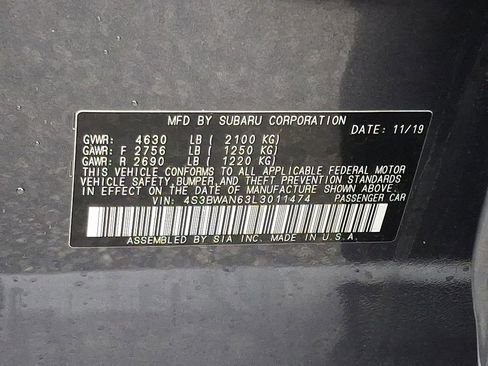 MFD BY SUBARU CORPORATION
DATE: 11/19
GVWR: 4630 LB ( 2100 KG)
GAWR: F 2756 LB ( 1250 KG)
GAWR: R 2690 LB ( 1220 KG)
THIS VEHICLE CONFORMS TO ALL APPLICABLE FEDERAL MOTOR
VEHICLE SAFETY, BUMPER, AND THEFT PREVENTION STANDARDS
IN EFFECT ON THE DATE OF MANUFACTURE SHOWN ABOVE.
VIN: 4S3BWAN63L3011474 PASSENGER CAR
ASSEMBLED BY SIA INC. MADE IN U.S.A.